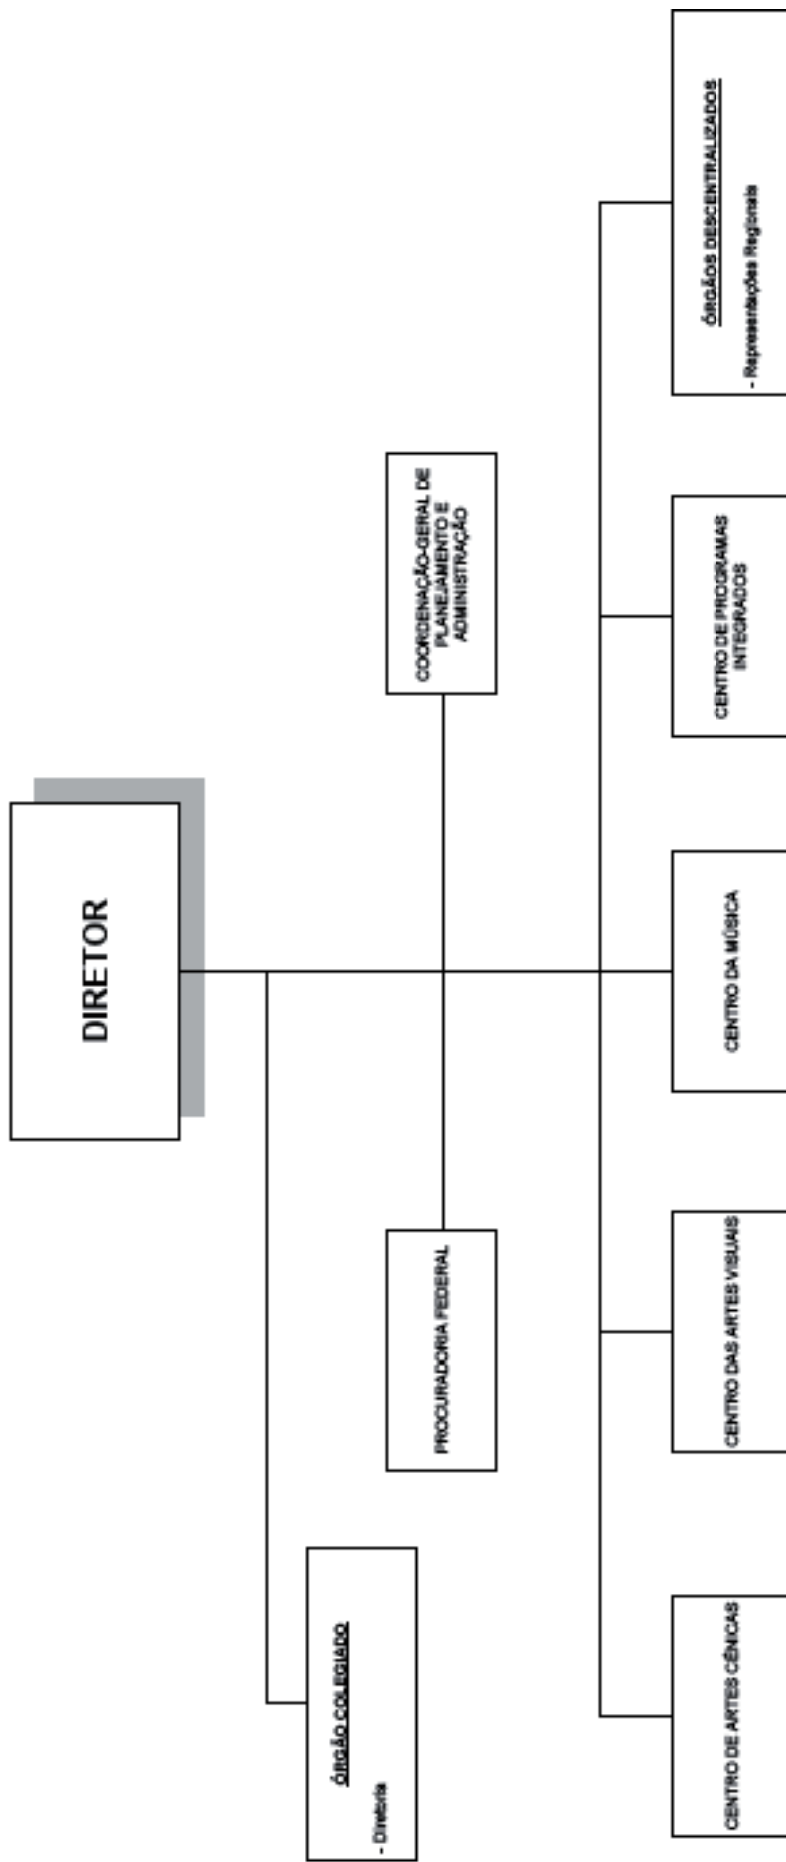 DIRETOR
ÓRGÃO COLEGIADO
- Diretoria
PROCURADORIA FEDERAL
COORDENAÇÃO-GERAL DE
PLANEJAMENTO E
ADMINISTRAÇÃO
CENTRO DE ARTES CÊNICAS
CENTRO DAS ARTES VISUAIS
CENTRO DA MÚSICA
CENTRO DE PROGRAMAS
INTEGRADOS
ÓRGÃOS DESCENTRALIZADOS
- Representações Regionais